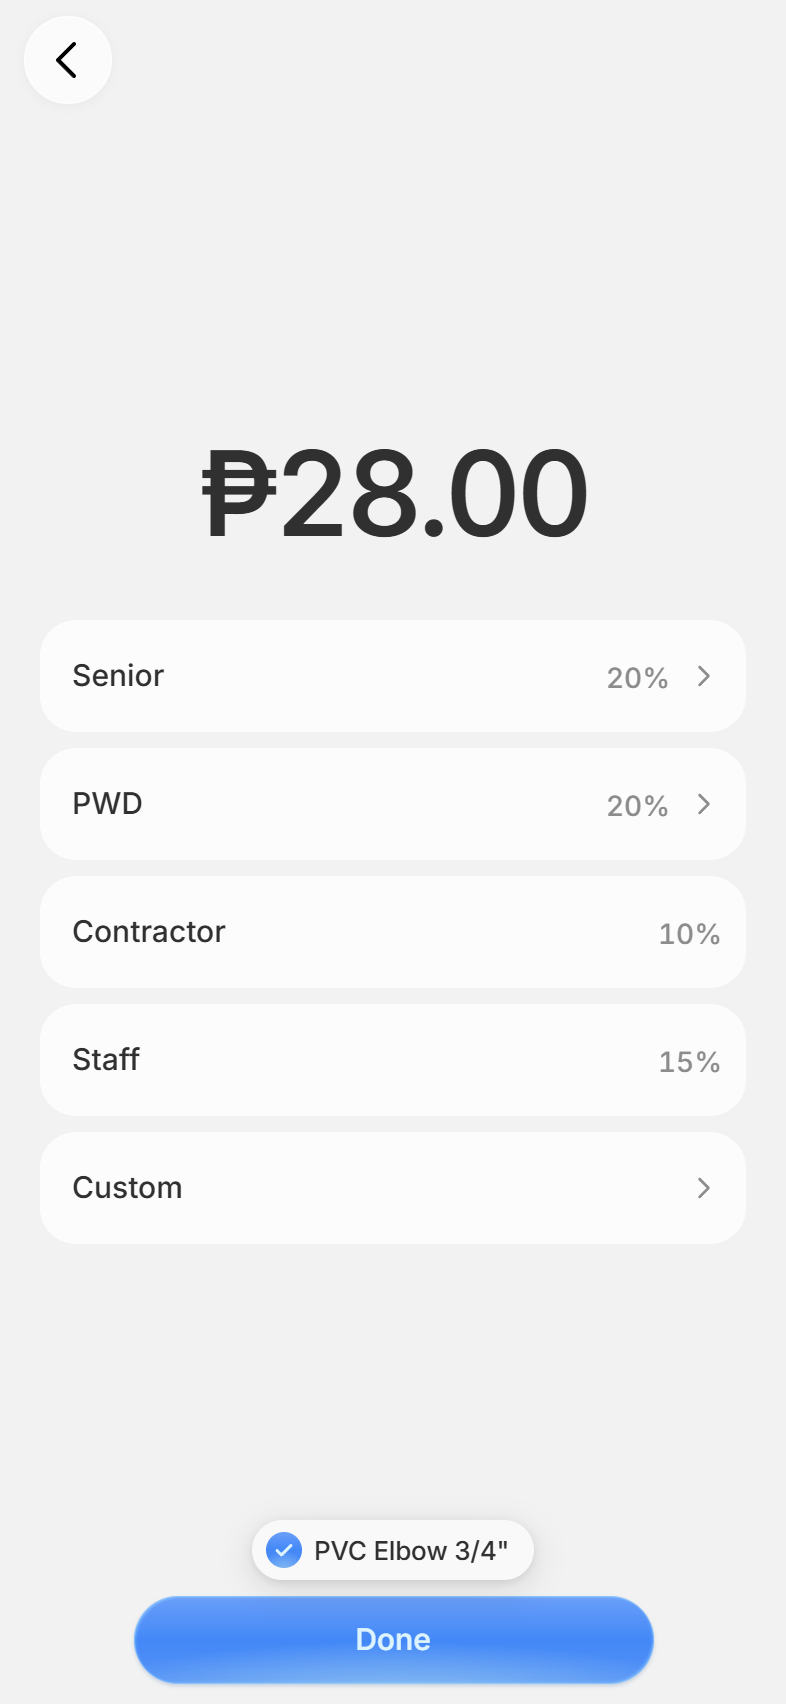 ₱28.00
Senior 20%
PWD 20%
Contractor 10%
Staff 15%
Custom
PVC Elbow 3/4"
Done